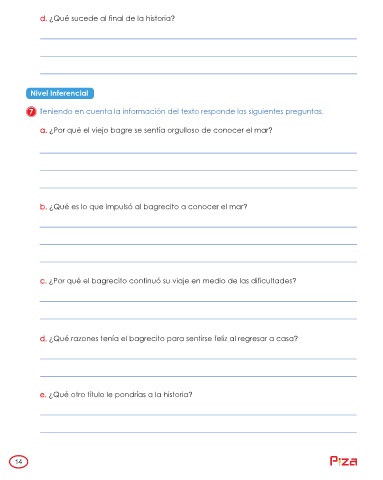 d. ¿Qué sucede al final de la historia?
Nivel Inferencial
7 Teniendo en cuenta la información del texto responde las siguientes preguntas.
a. ¿Por qué el viejo bagre se sentía orgulloso de conocer el mar?
b. ¿Qué es lo que impulsó al bagrecito a conocer el mar?
c. ¿Por qué el bagrecito continuó su viaje en medio de las dificultades?
d. ¿Qué razones tenía el bagrecito para sentirse feliz al regresar a casa?
e. ¿Qué otro título le pondrías a la historia?
14
Piza